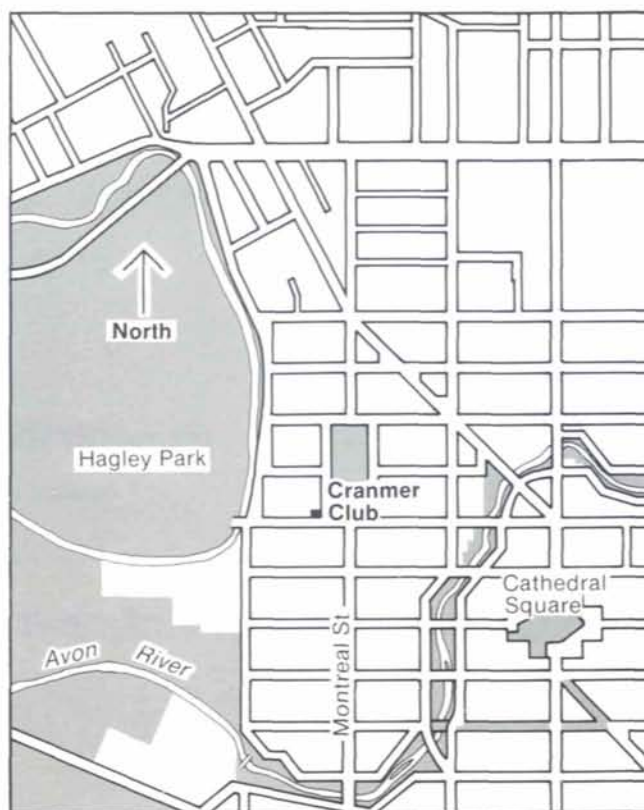 North
Hagley Park
Cranmer
Club
Cathedral
Square
Montreal St
Avon River